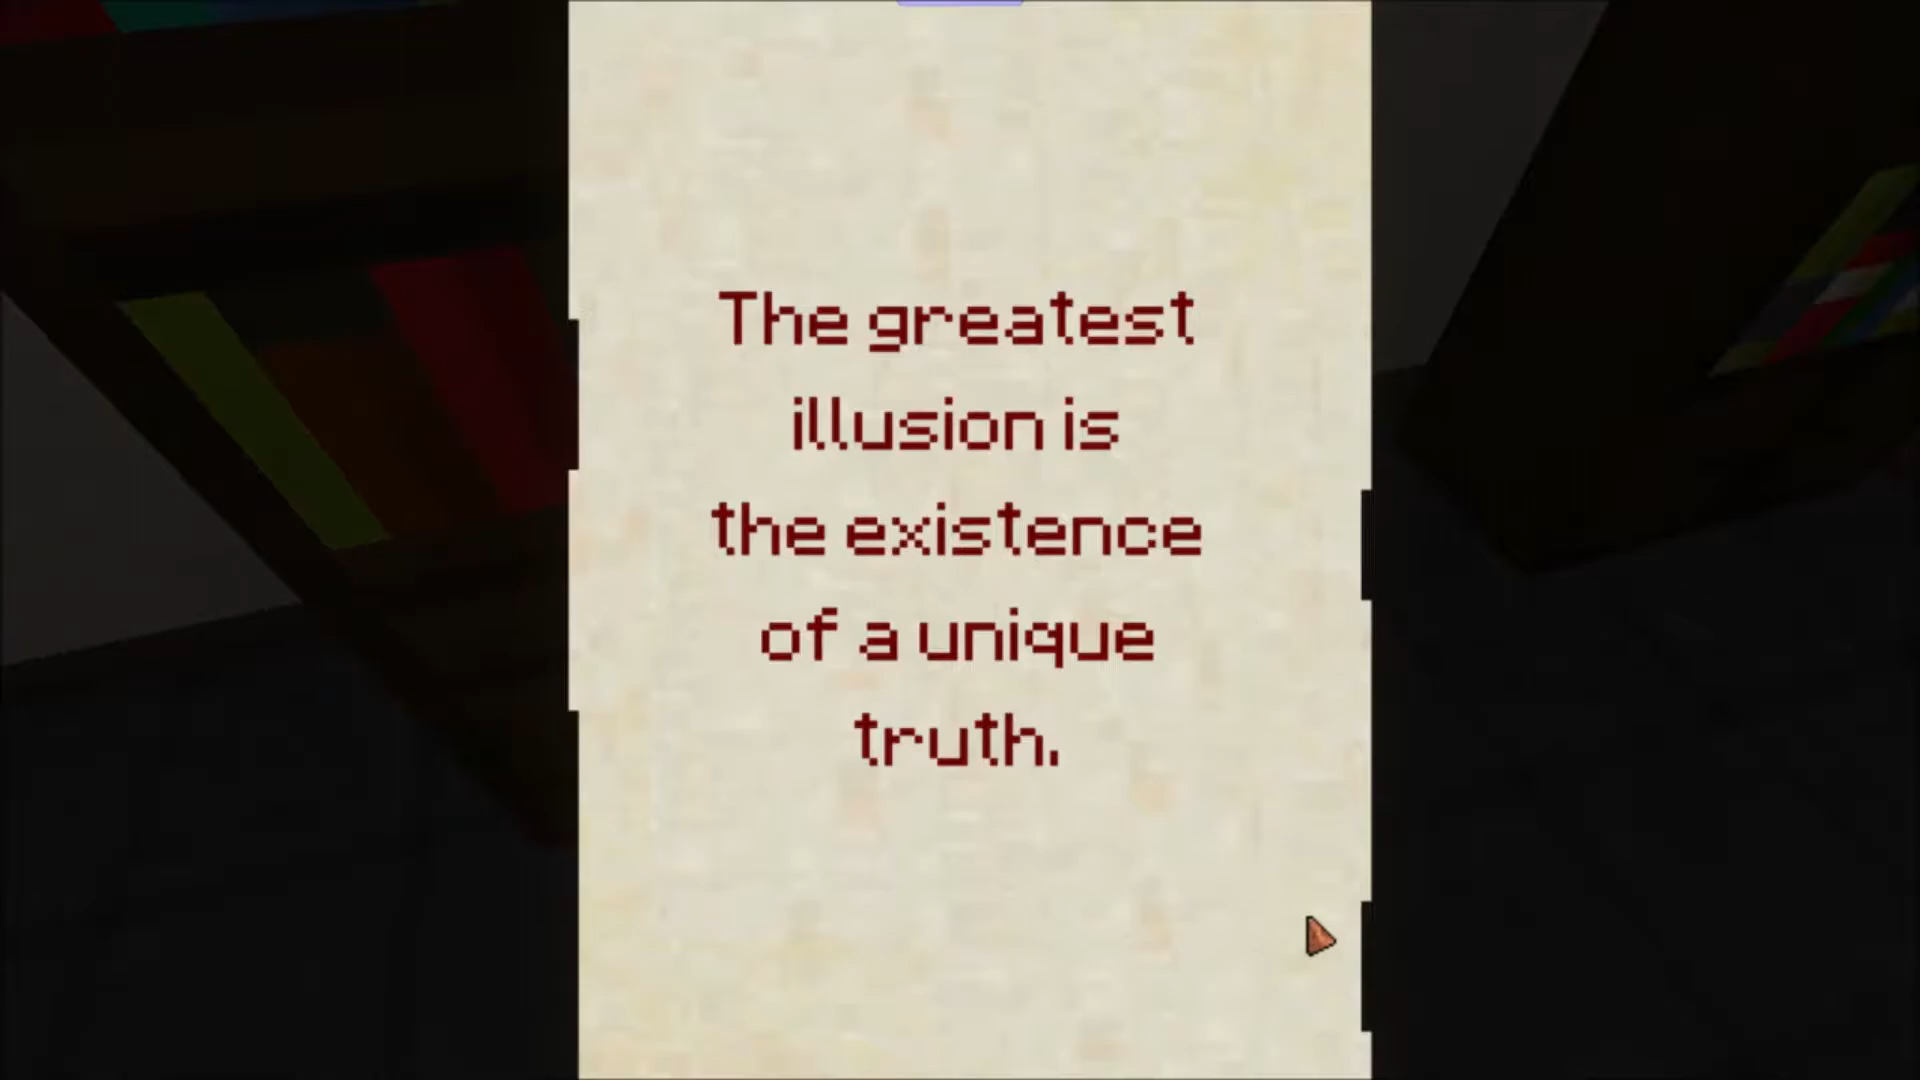 The greatest
illusion is
the existence
of a unique
truth.